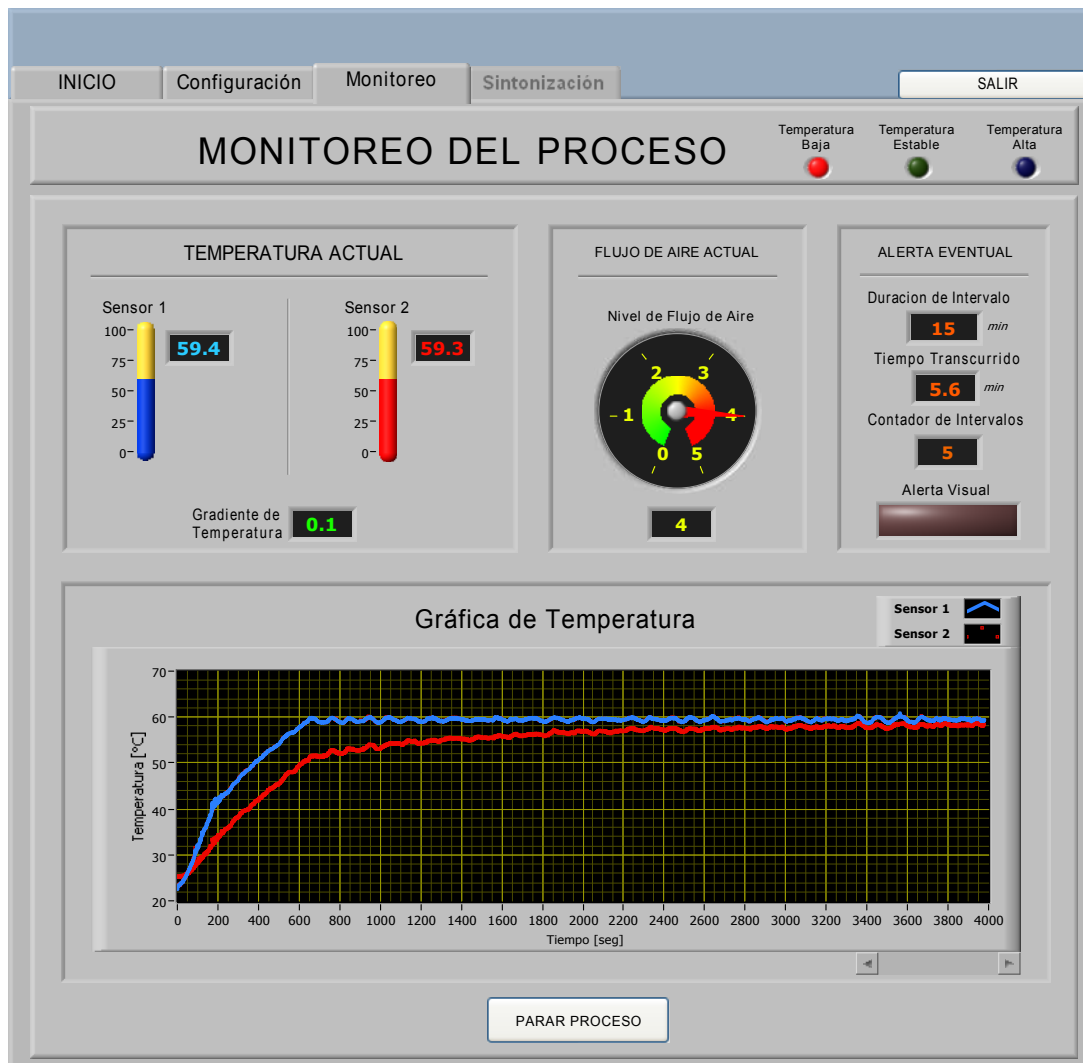 INICIO
Configuración
Monitoreo
Sintonización
SALIR
MONITOREO DEL PROCESO
Temperatura
Baja
Temperatura
Estable
Temperatura
Alta
TEMPERATURA ACTUAL
Sensor 1
100
75
50
25
0
59.4
Sensor 2
100
75
50
25
0
59.3
Gradiente de
Temperatura
0.1
FLUJO DE AIRE ACTUAL
Nivel de Flujo de Aire
0
1
2
3
4
5
4
ALERTA EVENTUAL
Duracion de Intervalo
15 min
Tiempo Transcurrido
5.6 min
Contador de Intervalos
5
Alerta Visual
Gráfica de Temperatura
Sensor 1
Sensor 2
Temperatura [°C]
70
60
50
40
30
20
0 200 400 600 800 1000 1200 1400 1600 1800 2000 2200 2400 2600 2800 3000 3200 3400 3600 3800 4000
Tiempo [seg]
PARAR PROCESO